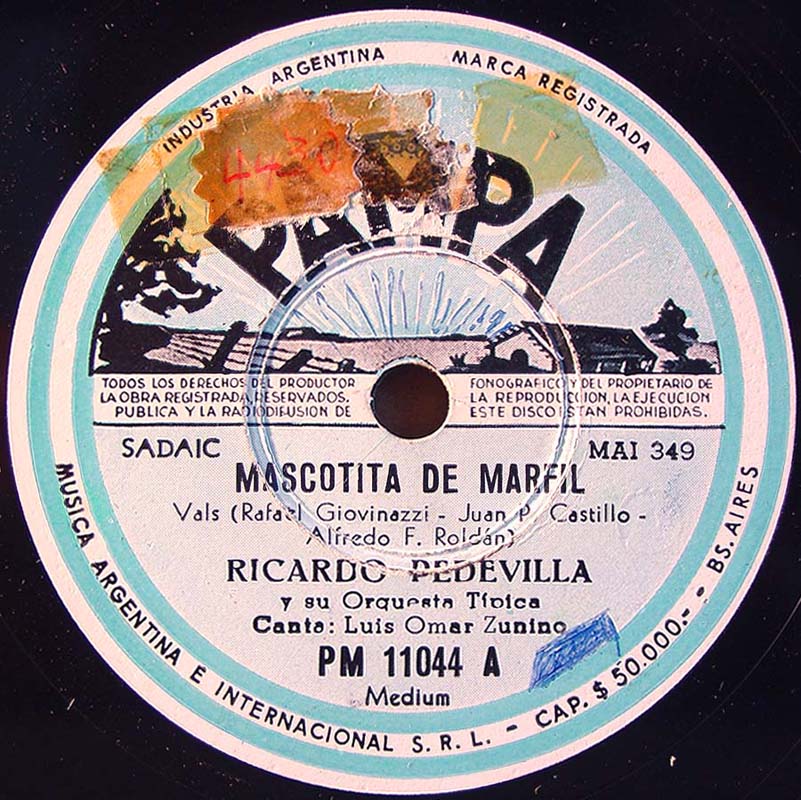 INDUSTRIA ARGENTINA
MARCA REGISTRADA
4430
PAMPA
TODOS LOS DERECHOS DEL PRODUCTOR FONOGRAFICO Y DEL PROPIETARIO DE
LA OBRA REGISTRADA RESERVADOS. LA REPRODUCCION, LA EJECUCION
PUBLICA Y LA RADIODIFUSION DE ESTE DISCO ESTAN PROHIBIDAS.
SADAIC MAI 349
MASCOTITA DE MARFIL
Vals (Rafael Giovinazzi - Juan P. Castillo -
Alfredo F. Roldán)
RICARDO PEDEVILLA
y su Orquesta Típica
Canta: Luis Omar Zunino
PM 11044 A
Medium
MUSICA ARGENTINA E INTERNACIONAL S. R. L. - CAP. $ 50.000.- - BS. AIRES